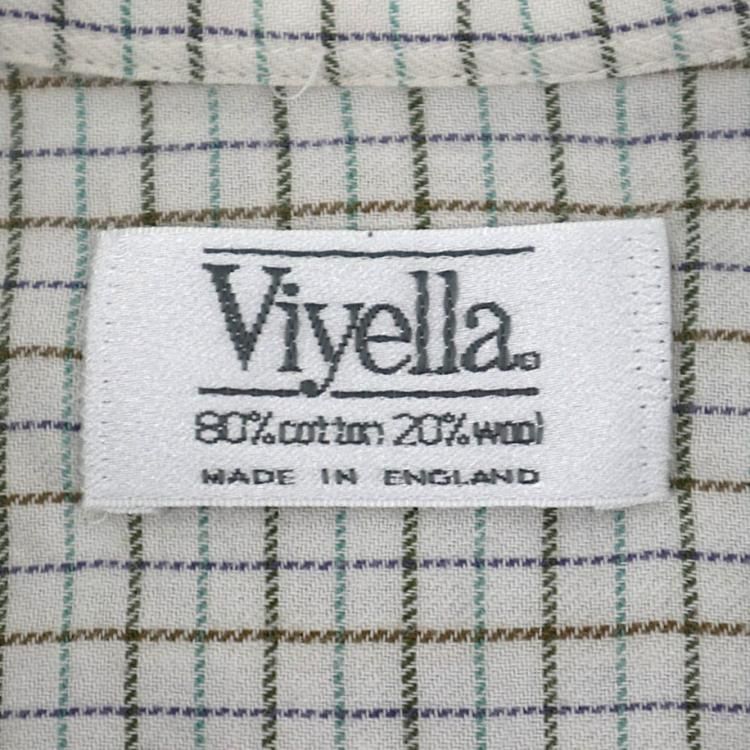 Viyella®
80% cotton 20% wool
MADE IN ENGLAND